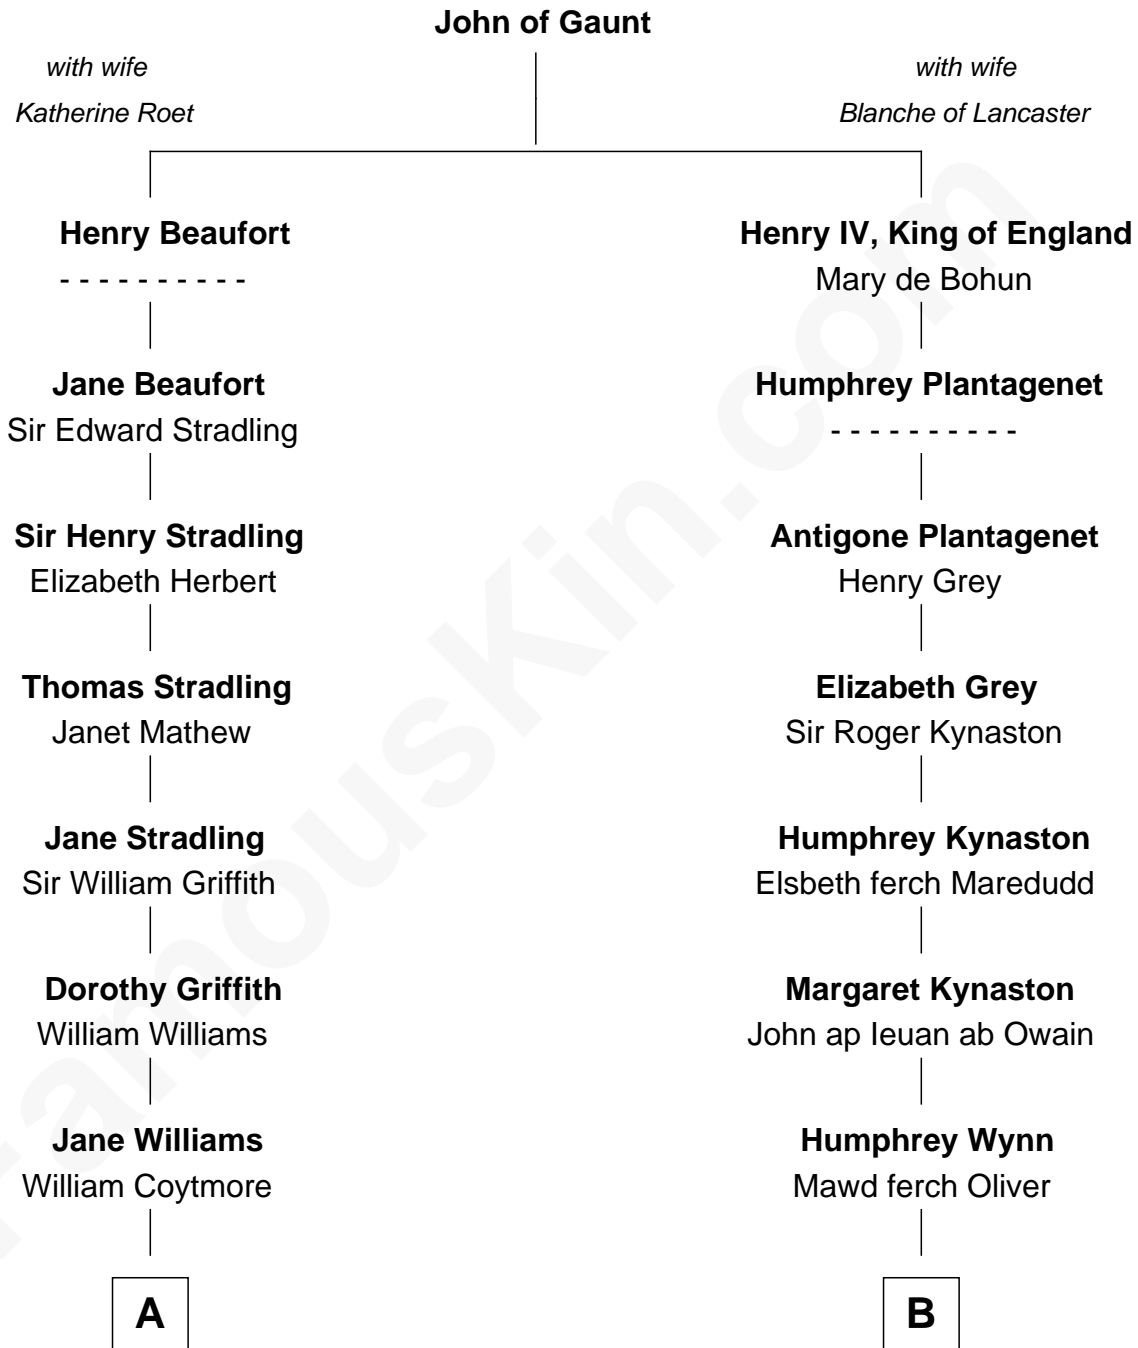 John of Gaunt
with wife
Katherine Roet
with wife
Blanche of Lancaster
Henry Beaufort
- - - - - - - - - -
Jane Beaufort
Sir Edward Stradling
Sir Henry Stradling
Elizabeth Herbert
Thomas Stradling
Janet Mathew
Jane Stradling
Sir William Griffith
Dorothy Griffith
William Williams
Jane Williams
William Coytmore
A
Henry IV, King of England
Mary de Bohun
Humphrey Plantagenet
- - - - - - - - - -
Antigone Plantagenet
Henry Grey
Elizabeth Grey
Sir Roger Kynaston
Humphrey Kynaston
Elsbeth ferch Maredudd
Margaret Kynaston
John ap Ieuan ab Owain
Humphrey Wynn
Mawd ferch Oliver
B
FamousKin.com